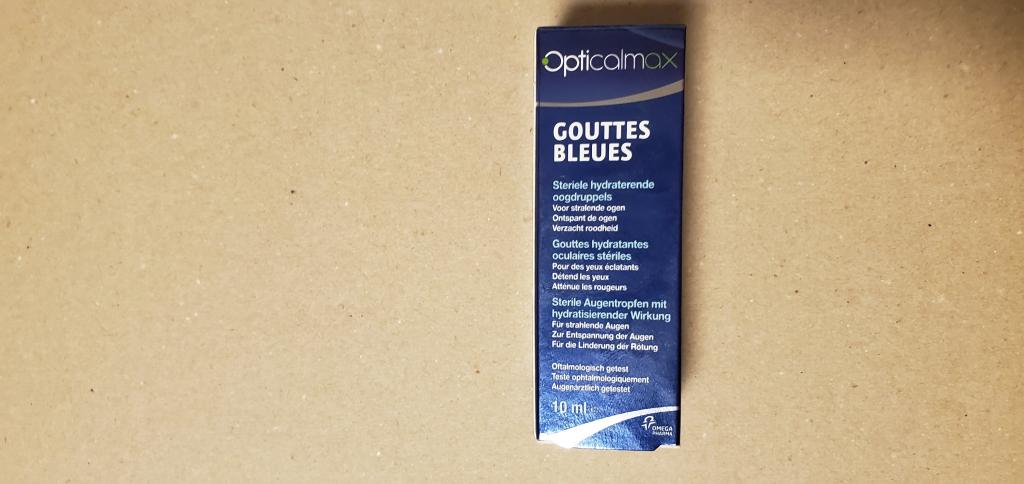 Opticalmax
GOUTTES
BLEUES
Steriele hydraterende
oogdruppels
Voor stralende ogen
Ontspant de ogen
Verzacht roodheid
Gouttes hydratantes
oculaires stériles
Pour des yeux éclatants
Détend les yeux
Atténue les rougeurs
Sterile Augentropfen mit
hydratisierender Wirkung
Für strahlende Augen
Zur Entspannung der Augen
Für die Linderung der Rötung
Oftalmologisch getest
Testé ophtalmologiquement
Augenärztlich getestet
10 ml
OMEGA
PHARMA